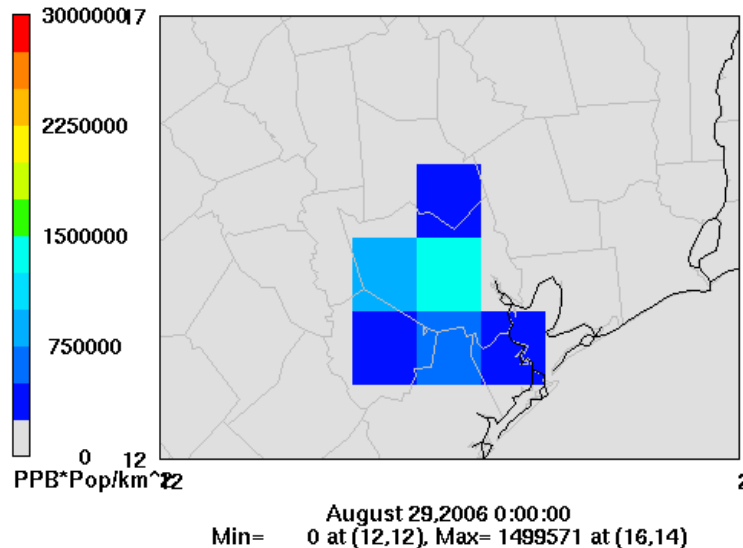 3000000
17
2250000
1500000
750000
0
12
PPB*Pop/km^2
August 29,2006 0:00:00
Min= 0 at (12,12), Max= 1499571 at (16,14)